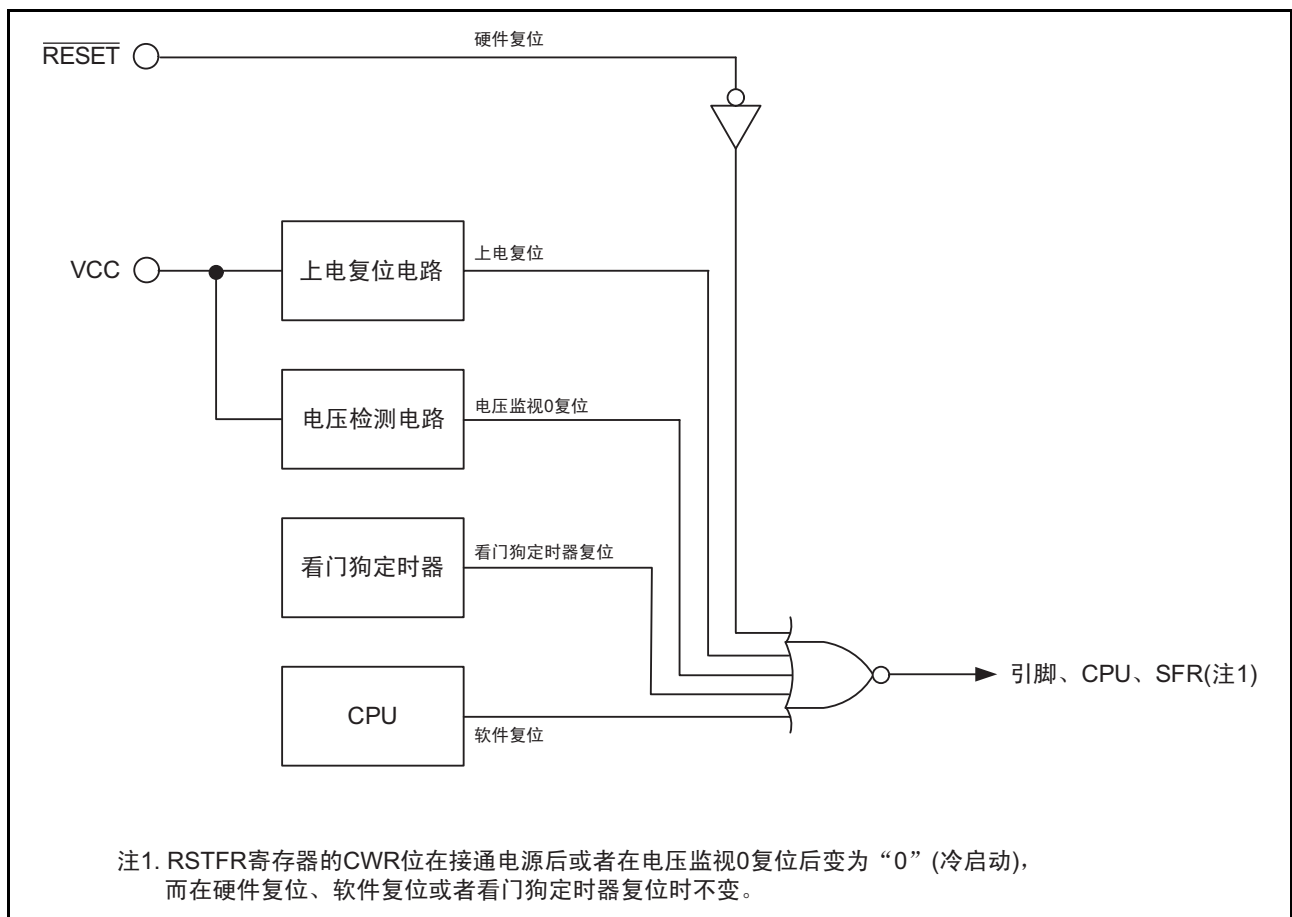 硬件复位
RESET
上电复位
VCC
上电复位电路
电压监视0复位
电压检测电路
看门狗定时器复位
看门狗定时器
引脚、CPU、SFR(注1)
CPU
软件复位
注1. RSTFR寄存器的CWR位在接通电源后或者在电压监视0复位后变为“0”(冷启动),
而在硬件复位、软件复位或者看门狗定时器复位时不变。